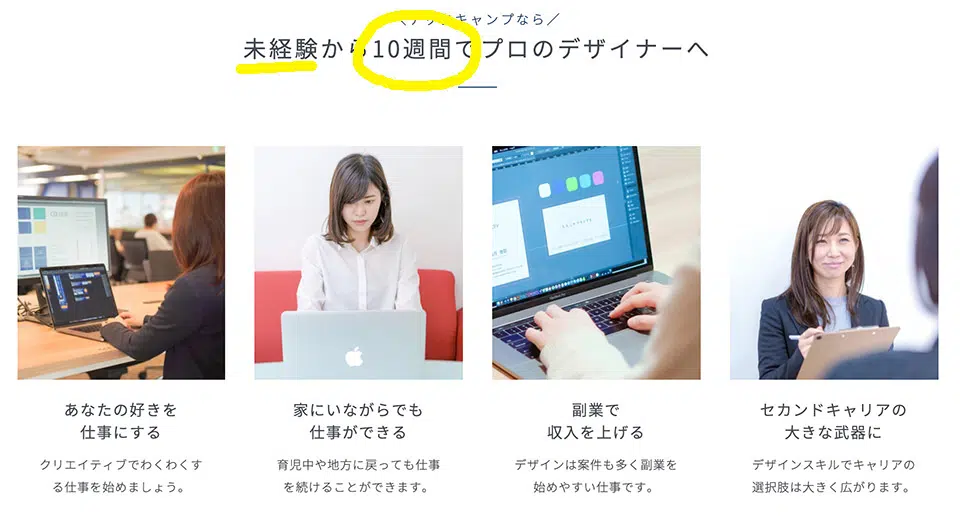 キャンプなら／
未経験から10週間でプロのデザイナーへ
あなたの好きを
仕事にする
クリエイティブでわくわくす
る仕事を始めましょう。
家にいながらでも
仕事ができる
育児中や地方に戻っても仕事
を続けることができます。
副業で
収入を上げる
デザインは案件も多く副業を
始めやすい仕事です。
セカンドキャリアの
大きな武器に
デザインスキルでキャリアの
選択肢は大きく広がります。